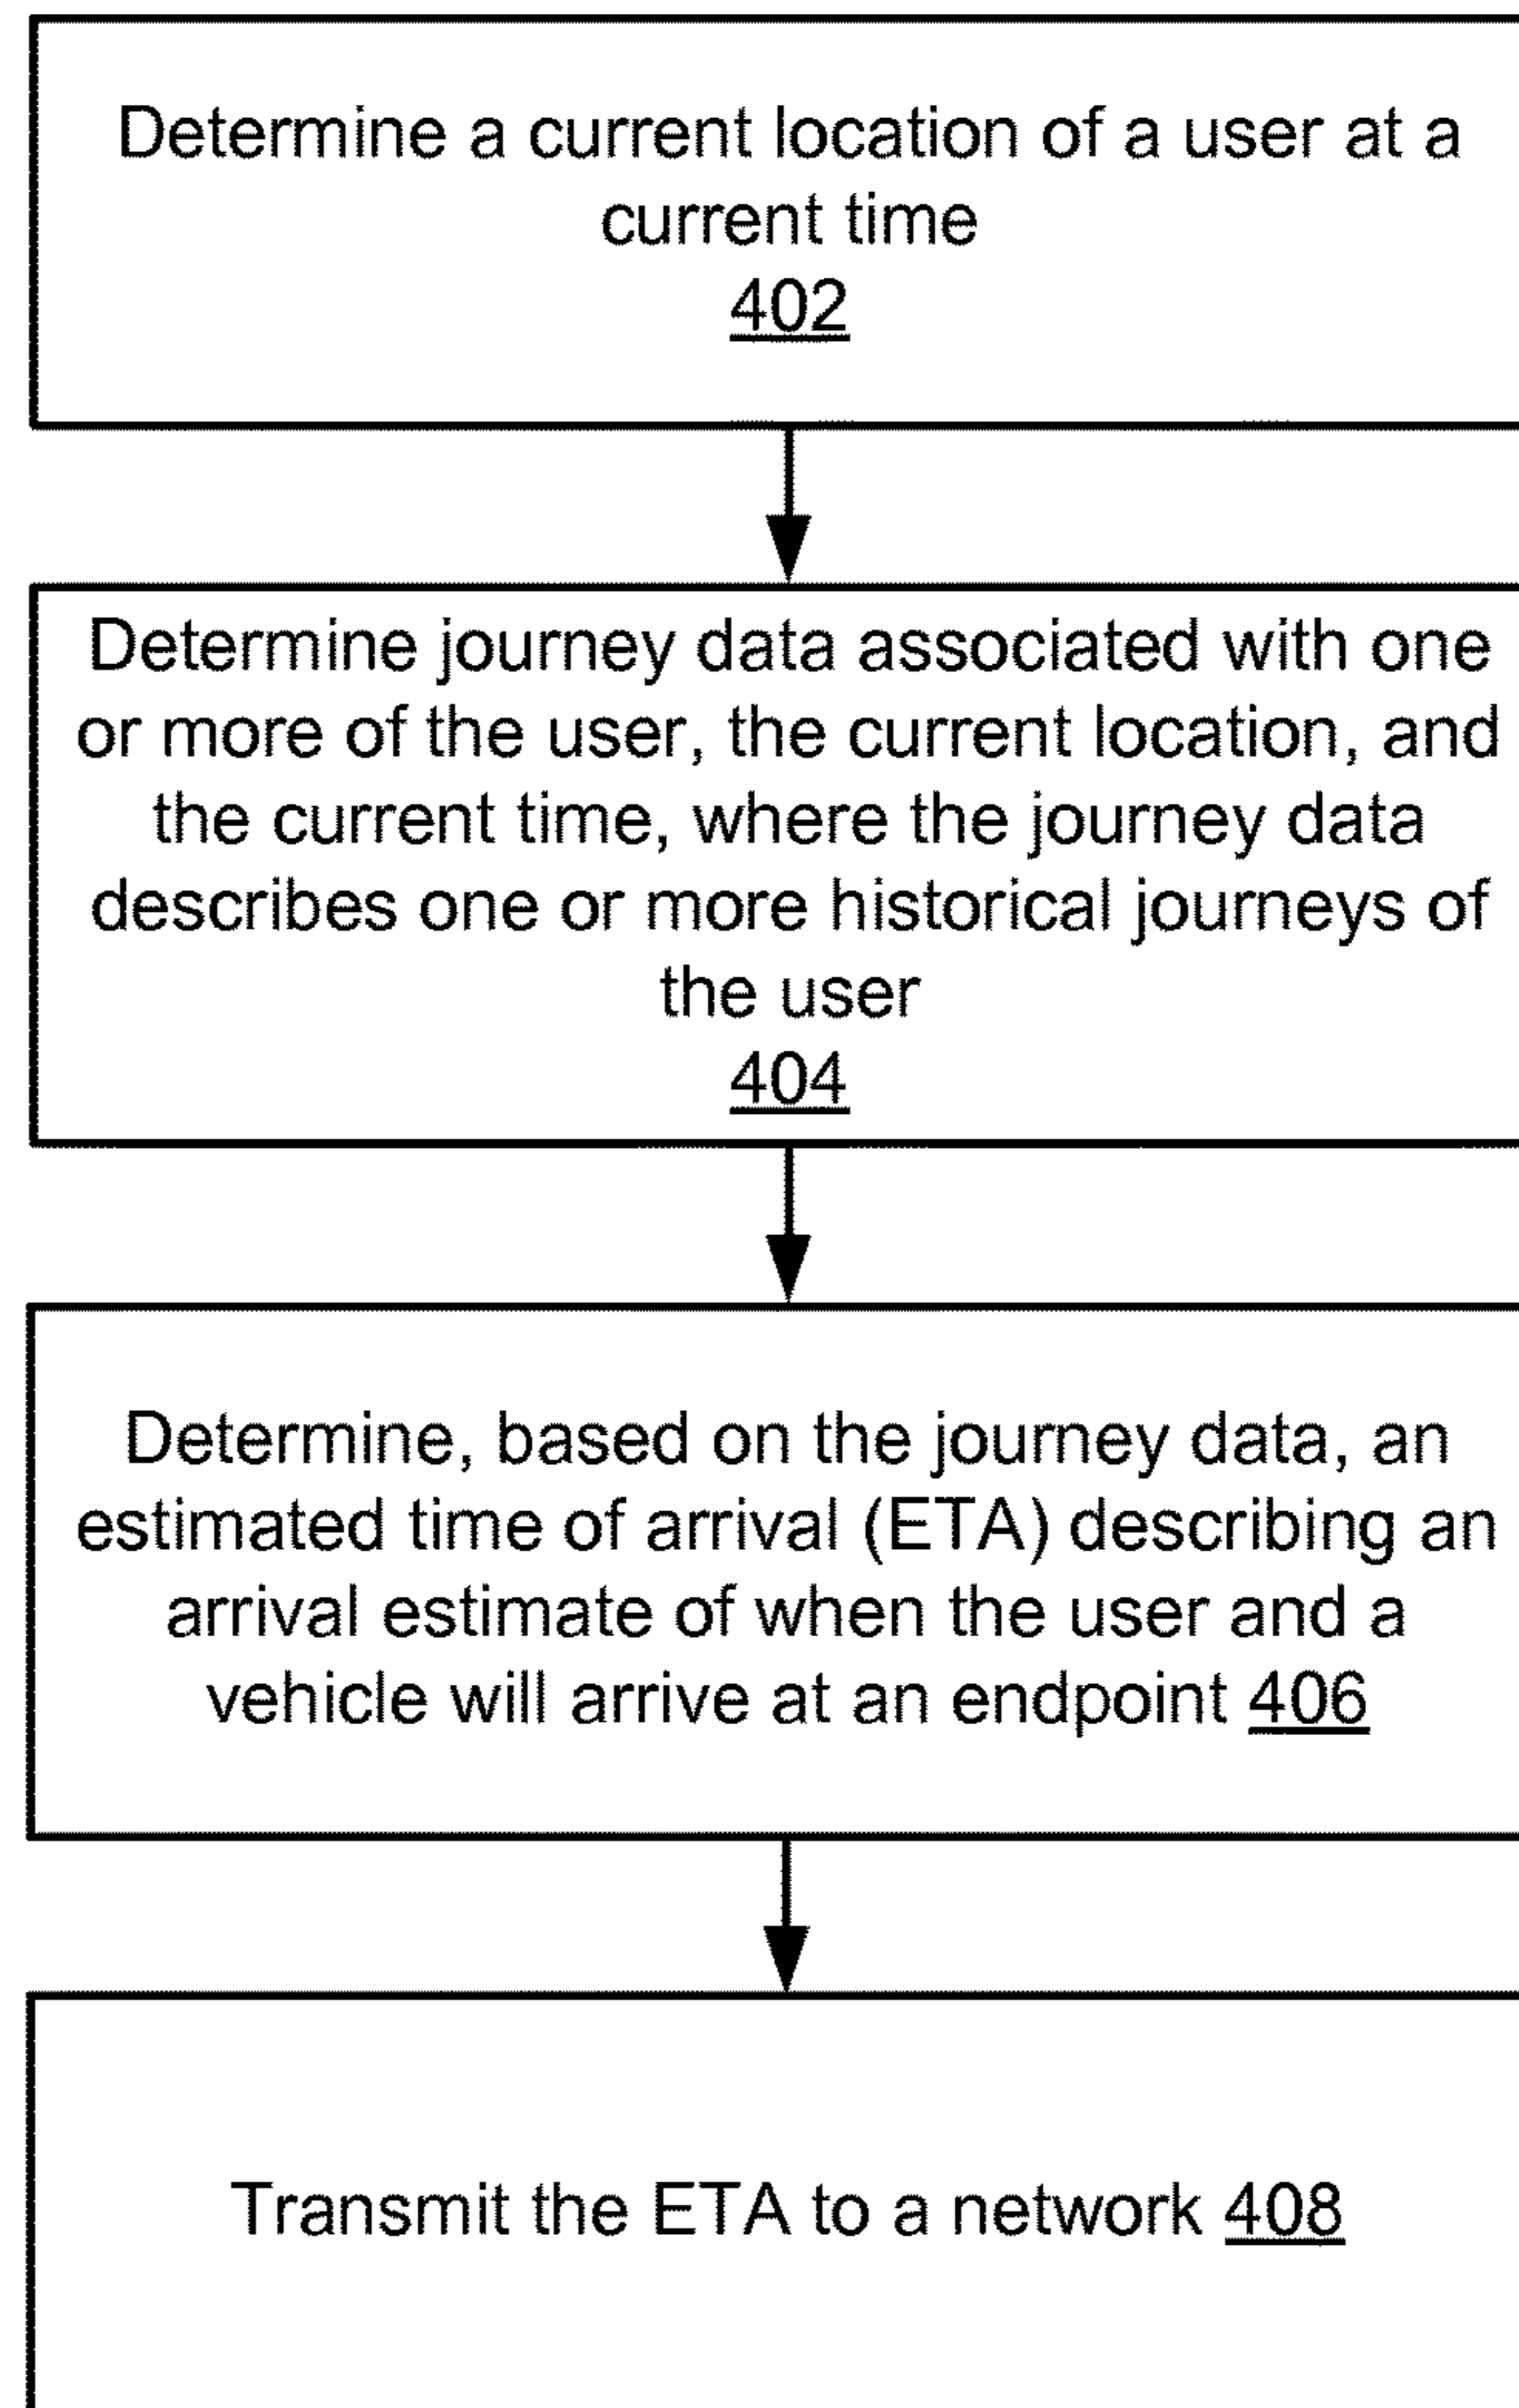 Determine a current location of a user at a
current time
402
Determine journey data associated with one
or more of the user, the current location, and
the current time, where the journey data
describes one or more historical journeys of
the user
404
Determine, based on the journey data, an
estimated time of arrival (ETA) describing an
arrival estimate of when the user and a
vehicle will arrive at an endpoint 406
Transmit the ETA to a network 408